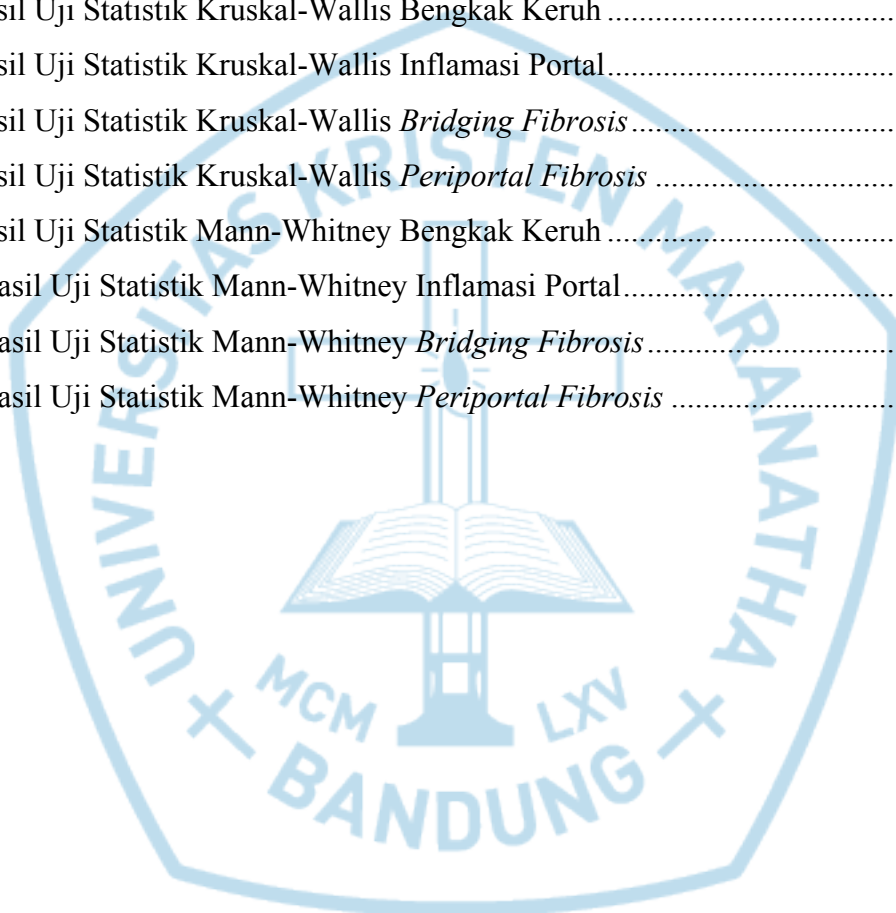 sil Uji Statistik Kruskal-Wallis Bengkak Keruh ....................................
sil Uji Statistik Kruskal-Wallis Inflamasi Portal ....................................
sil Uji Statistik Kruskal-Wallis Bridging Fibrosis .................................
sil Uji Statistik Kruskal-Wallis Periportal Fibrosis ..............................
sil Uji Statistik Mann-Whitney Bengkak Keruh ....................................
asil Uji Statistik Mann-Whitney Inflamasi Portal ..................................
asil Uji Statistik Mann-Whitney Bridging Fibrosis ...............................
asil Uji Statistik Mann-Whitney Periportal Fibrosis ............................
UNIVERSITAS KRISTEN MARANATHA
MCM LXV
BANDUNG